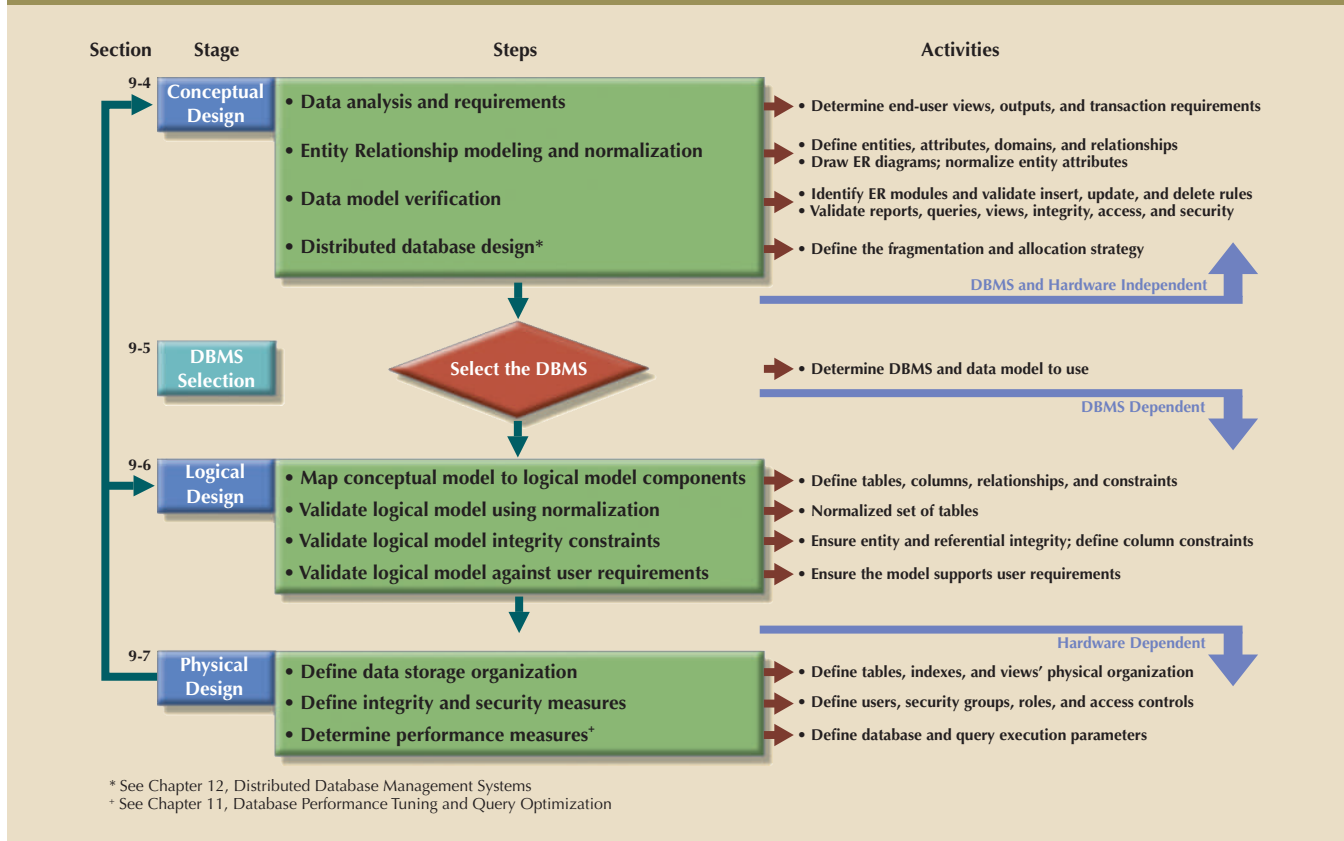 Section Stage Steps Activities
9-4
Conceptual
Design
• Data analysis and requirements
• Determine end-user views, outputs, and transaction requirements
• Entity Relationship modeling and normalization
• Define entities, attributes, domains, and relationships
• Draw ER diagrams; normalize entity attributes
• Data model verification
• Identify ER modules and validate insert, update, and delete rules
• Validate reports, queries, views, integrity, access, and security
• Distributed database design*
• Define the fragmentation and allocation strategy
DBMS and Hardware Independent
9-5
DBMS
Selection
Select the DBMS
• Determine DBMS and data model to use
DBMS Dependent
9-6
Logical
Design
• Map conceptual model to logical model components
• Define tables, columns, relationships, and constraints
• Validate logical model using normalization
• Normalized set of tables
• Validate logical model integrity constraints
• Ensure entity and referential integrity; define column constraints
• Validate logical model against user requirements
• Ensure the model supports user requirements
Hardware Dependent
9-7
Physical
Design
• Define data storage organization
• Define tables, indexes, and views’ physical organization
• Define integrity and security measures
• Define users, security groups, roles, and access controls
• Determine performance measures+
• Define database and query execution parameters
* See Chapter 12, Distributed Database Management Systems
+ See Chapter 11, Database Performance Tuning and Query Optimization